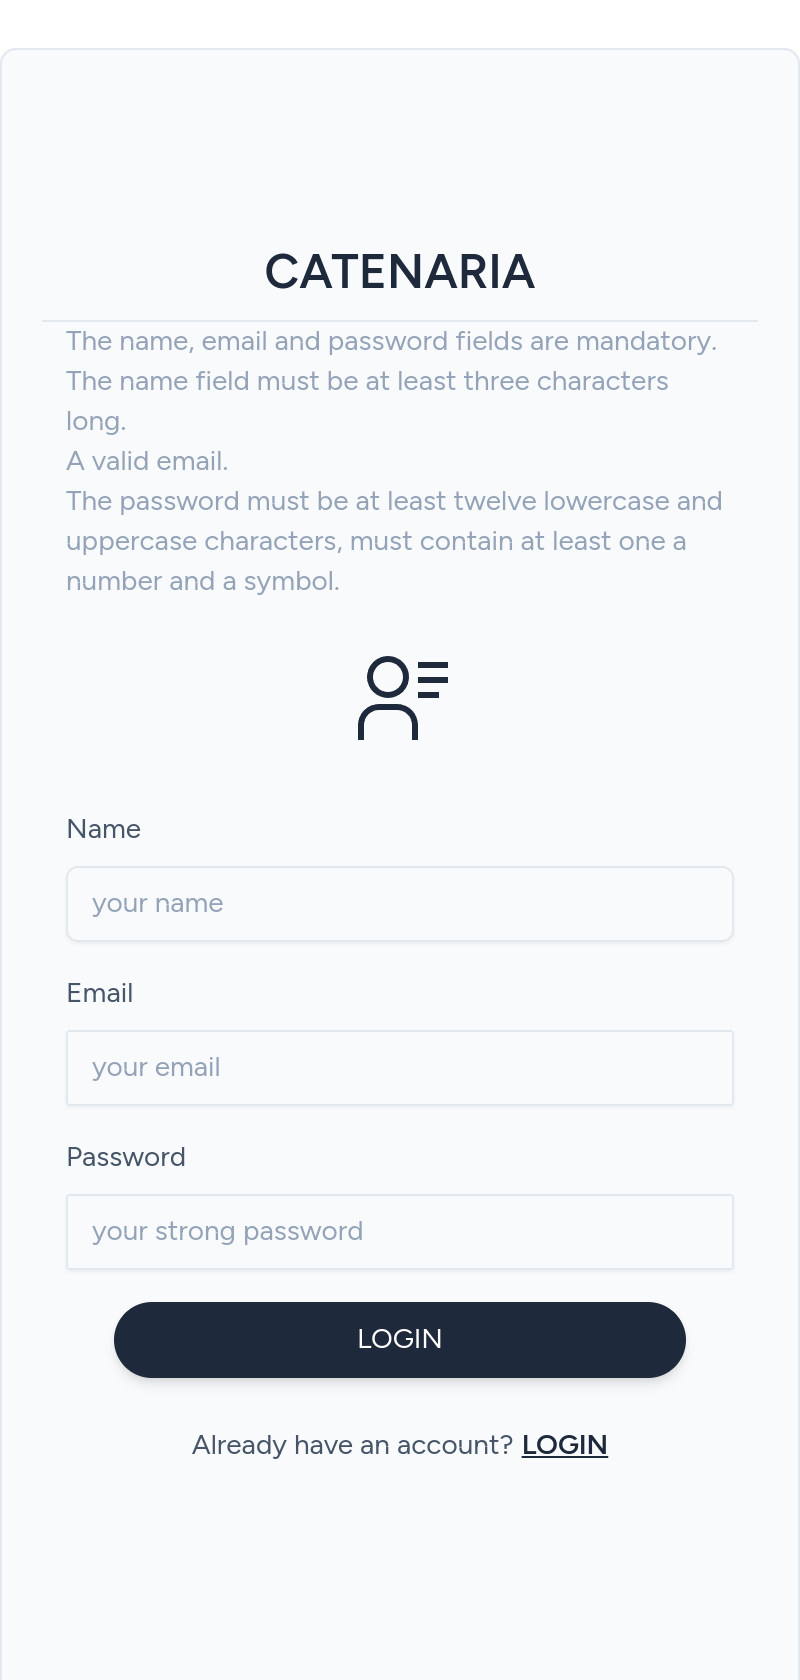 CATENARIA
The name, email and password fields are mandatory.
The name field must be at least three characters
long.
A valid email.
The password must be at least twelve lowercase and
uppercase characters, must contain at least one a
number and a symbol.
Name
your name
Email
your email
Password
your strong password
LOGIN
Already have an account? LOGIN